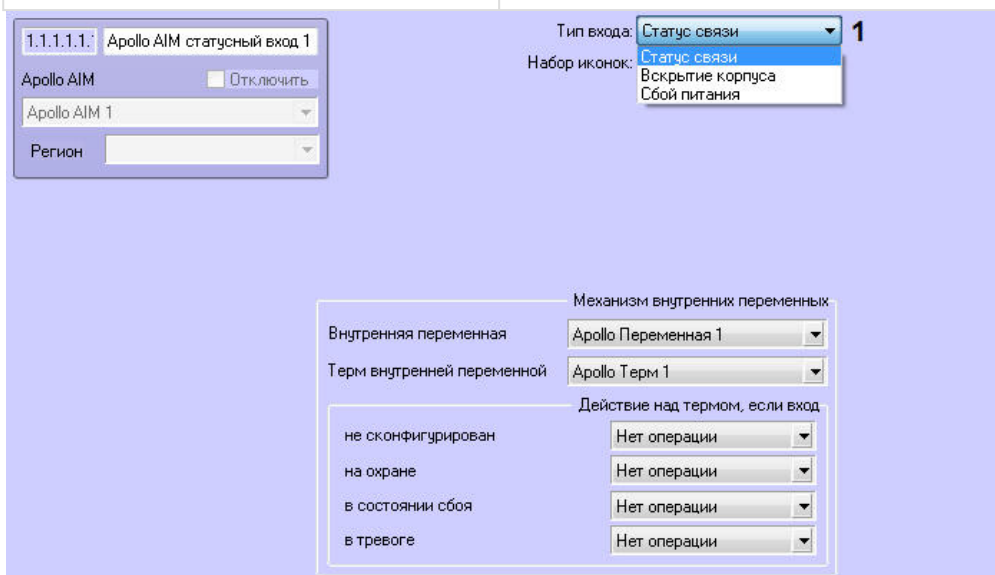 1.1.1.1.1. Apollo AIM статусный вход 1
Apollo AIM Отключить
Apollo AIM 1
Регион
Тип входа: Статус связи 1
Набор иконок: Статус связи
Вскрытие корпуса
Сбой питания
Механизм внутренних переменных
Внутренняя переменная Apollo Переменная 1
Терм внутренней переменной Apollo Терм 1
Действие над термом, если вход
не сконфигурирован Нет операции
на охране Нет операции
в состоянии сбоя Нет операции
в тревоге Нет операции